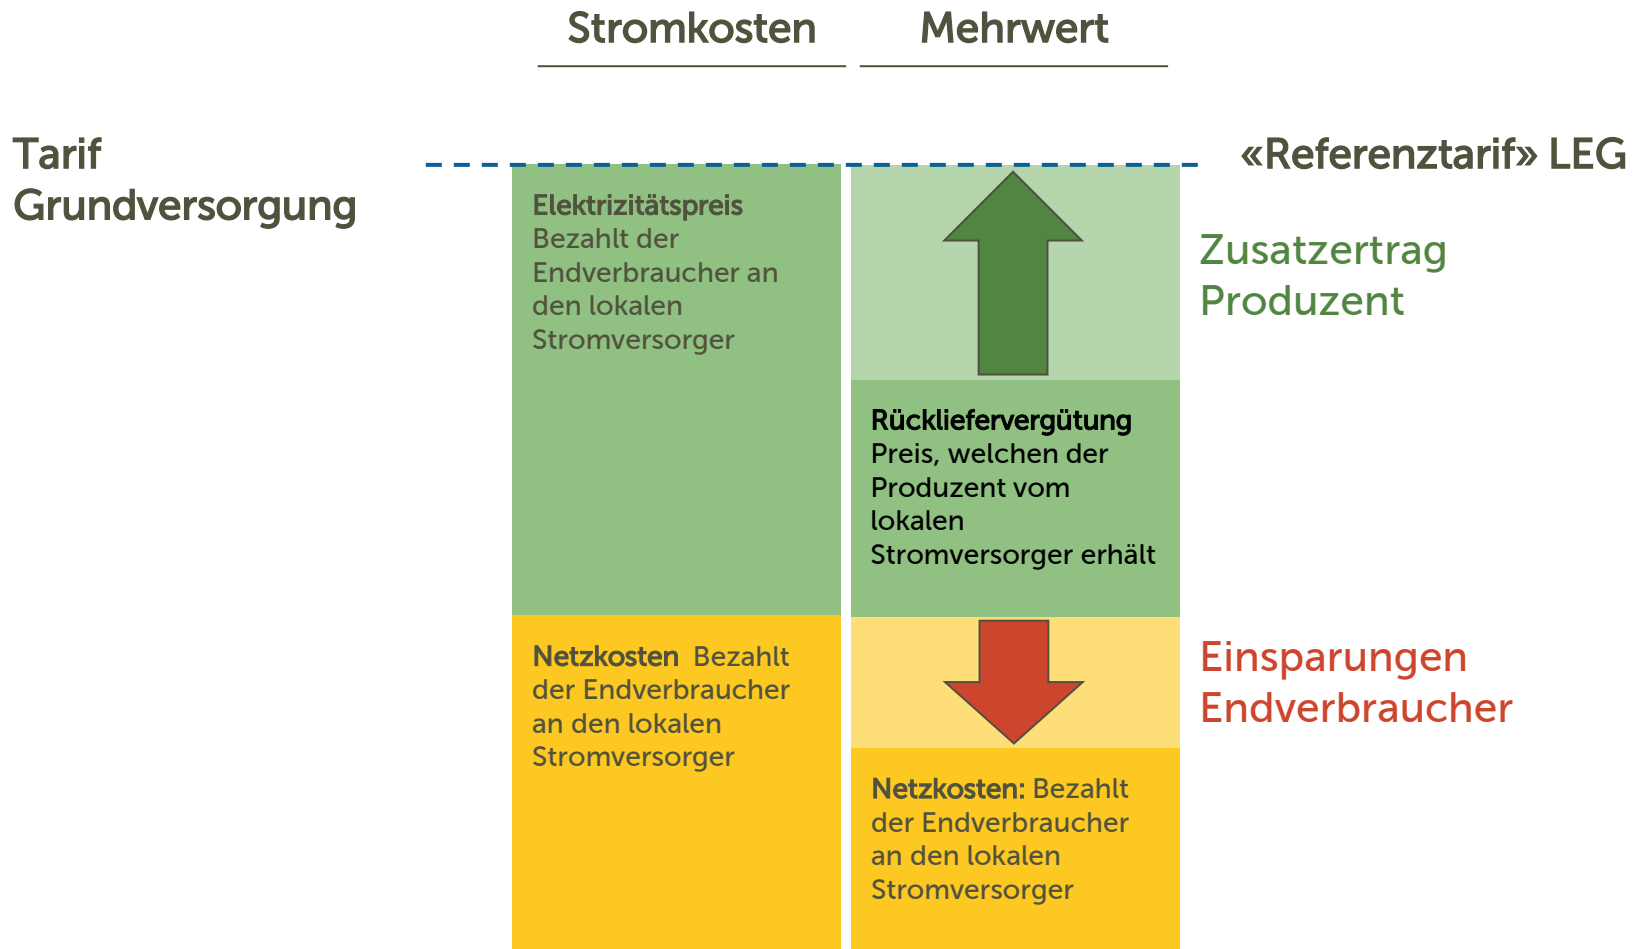 Stromkosten
Mehrwert
Tarif
Grundversorgung
«Referenztarif» LEG
Elektrizitätspreis
Bezahlt der
Endverbraucher an
den lokalen
Stromversorger
Zusatzertrag
Produzent
Rückliefervergütung
Preis, welchen der
Produzent vom
lokalen
Stromversorger erhält
Netzkosten Bezahlt
der Endverbraucher
an den lokalen
Stromversorger
Einsparungen
Endverbraucher
Netzkosten: Bezahlt
der Endverbraucher
an den lokalen
Stromversorger